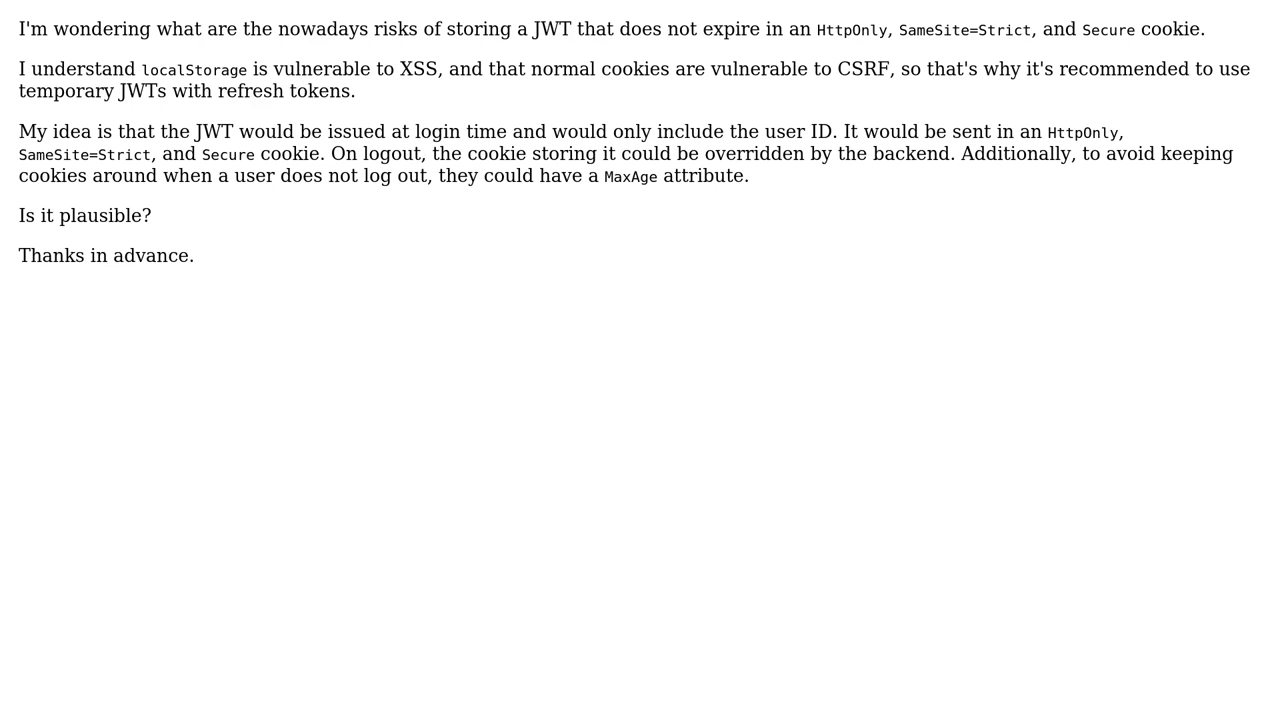 I'm wondering what are the nowadays risks of storing a JWT that does not expire in an HttpOnly, SameSite=Strict, and Secure cookie.
I understand localStorage is vulnerable to XSS, and that normal cookies are vulnerable to CSRF, so that's why it's recommended to use
temporary JWTs with refresh tokens.
My idea is that the JWT would be issued at login time and would only include the user ID. It would be sent in an HttpOnly,
SameSite=Strict, and Secure cookie. On logout, the cookie storing it could be overridden by the backend. Additionally, to avoid keeping
cookies around when a user does not log out, they could have a MaxAge attribute.
Is it plausible?
Thanks in advance.